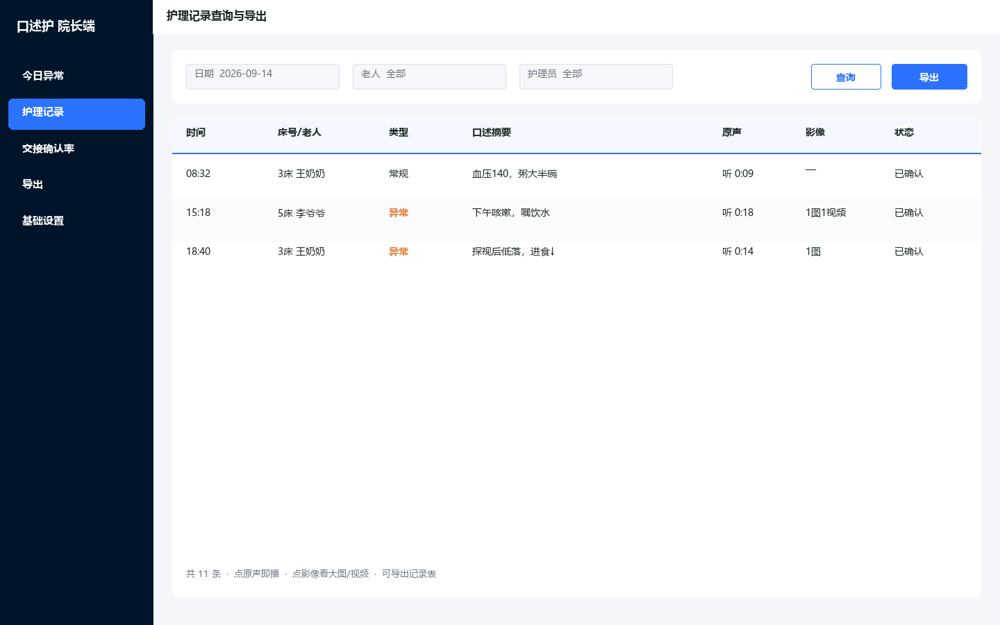 口述护 院长端
今日异常
护理记录
交接确认率
导出
基础设置
护理记录查询与导出
日期 2026-09-14 老人 全部 护理员 全部 查询 导出
时间 床号/老人 类型 口述摘要 原声 影像 状态
08:32 3床 王奶奶 常规 血压140，粥大半碗 听 0:09 — 已确认
15:18 5床 李爷爷 异常 下午咳嗽，嘱饮水 听 0:18 1图1视频 已确认
18:40 3床 王奶奶 异常 探视后低落，进食↓ 听 0:14 1图 已确认
共 11 条 · 点原声即播 · 点影像看大图/视频 · 可导出记录表